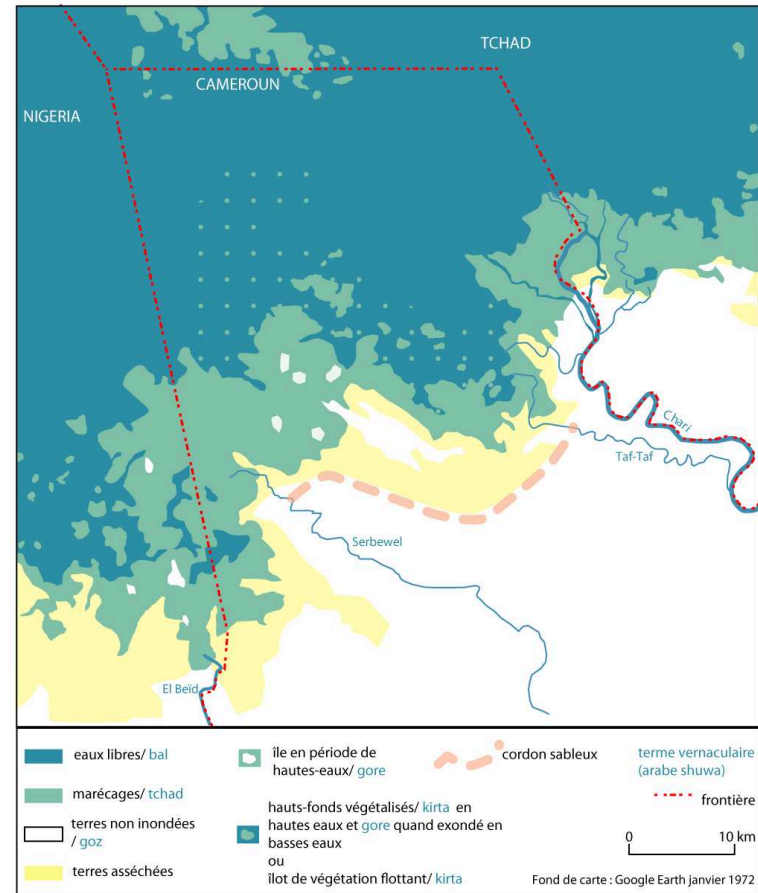 TCHAD
CAMEROUN
NIGERIA
Chari
Taf-Taf
Serbewel
El Beïd
eaux libres/ bal
marécages/ tchad
terres non inondées
/ goz
terres asséchées
île en période de
hautes-eaux/ gore
hauts-fonds végétalisés/ kirta en
hautes eaux et gore quand exondé en
basses eaux
ou
îlot de végétation flottant/ kirta
cordon sableux
terme vernaculaire
(arabe shuwa)
frontière
0 10 km
Fond de carte : Google Earth janvier 1972